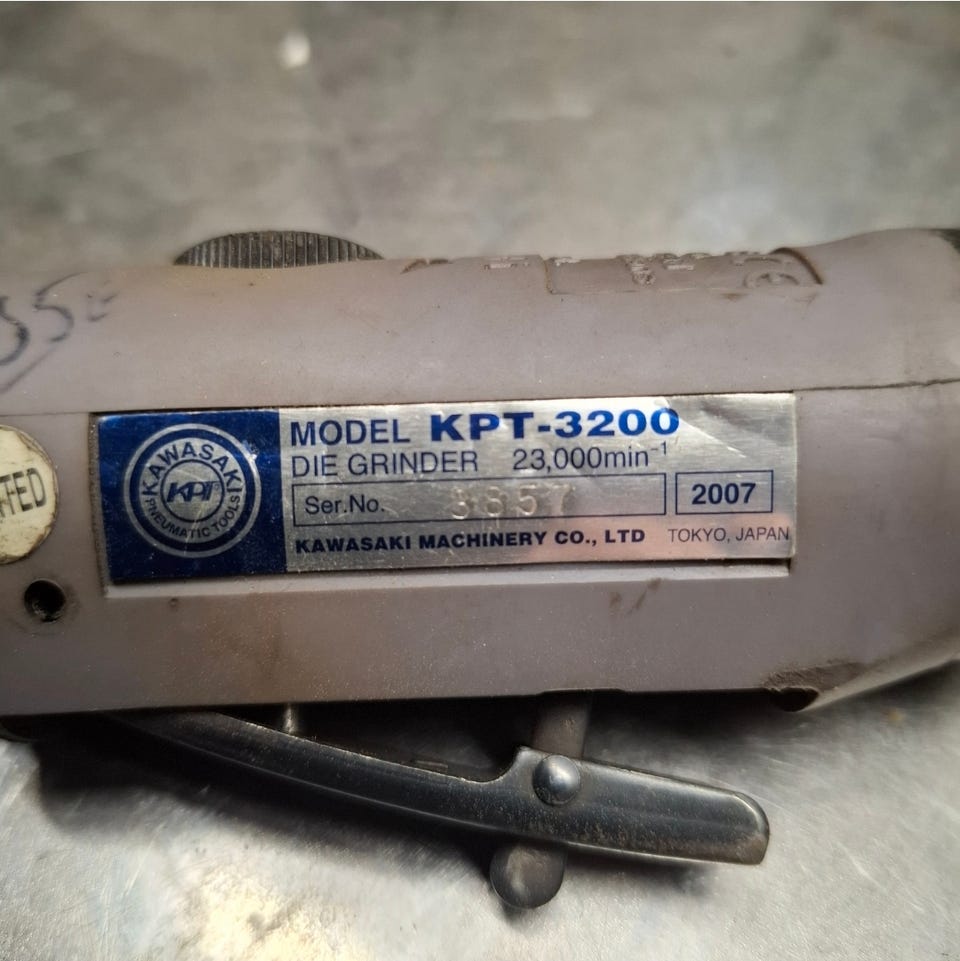 MODEL KPT-3200
DIE GRINDER 23,000min⁻¹
Ser.No. 3857
2007
KAWASAKI MACHINERY CO., LTD TOKYO, JAPAN
KAWASAKI
KPT
PNEUMATIC TOOLS